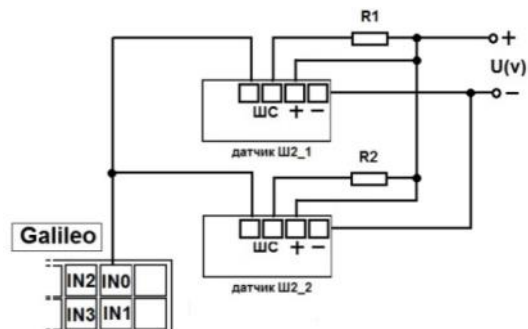 R1
+
U(v)
−
ШС + −
датчик Ш2_1
R2
ШС + −
датчик Ш2_2
Galileo
IN2 IN0
IN3 IN1